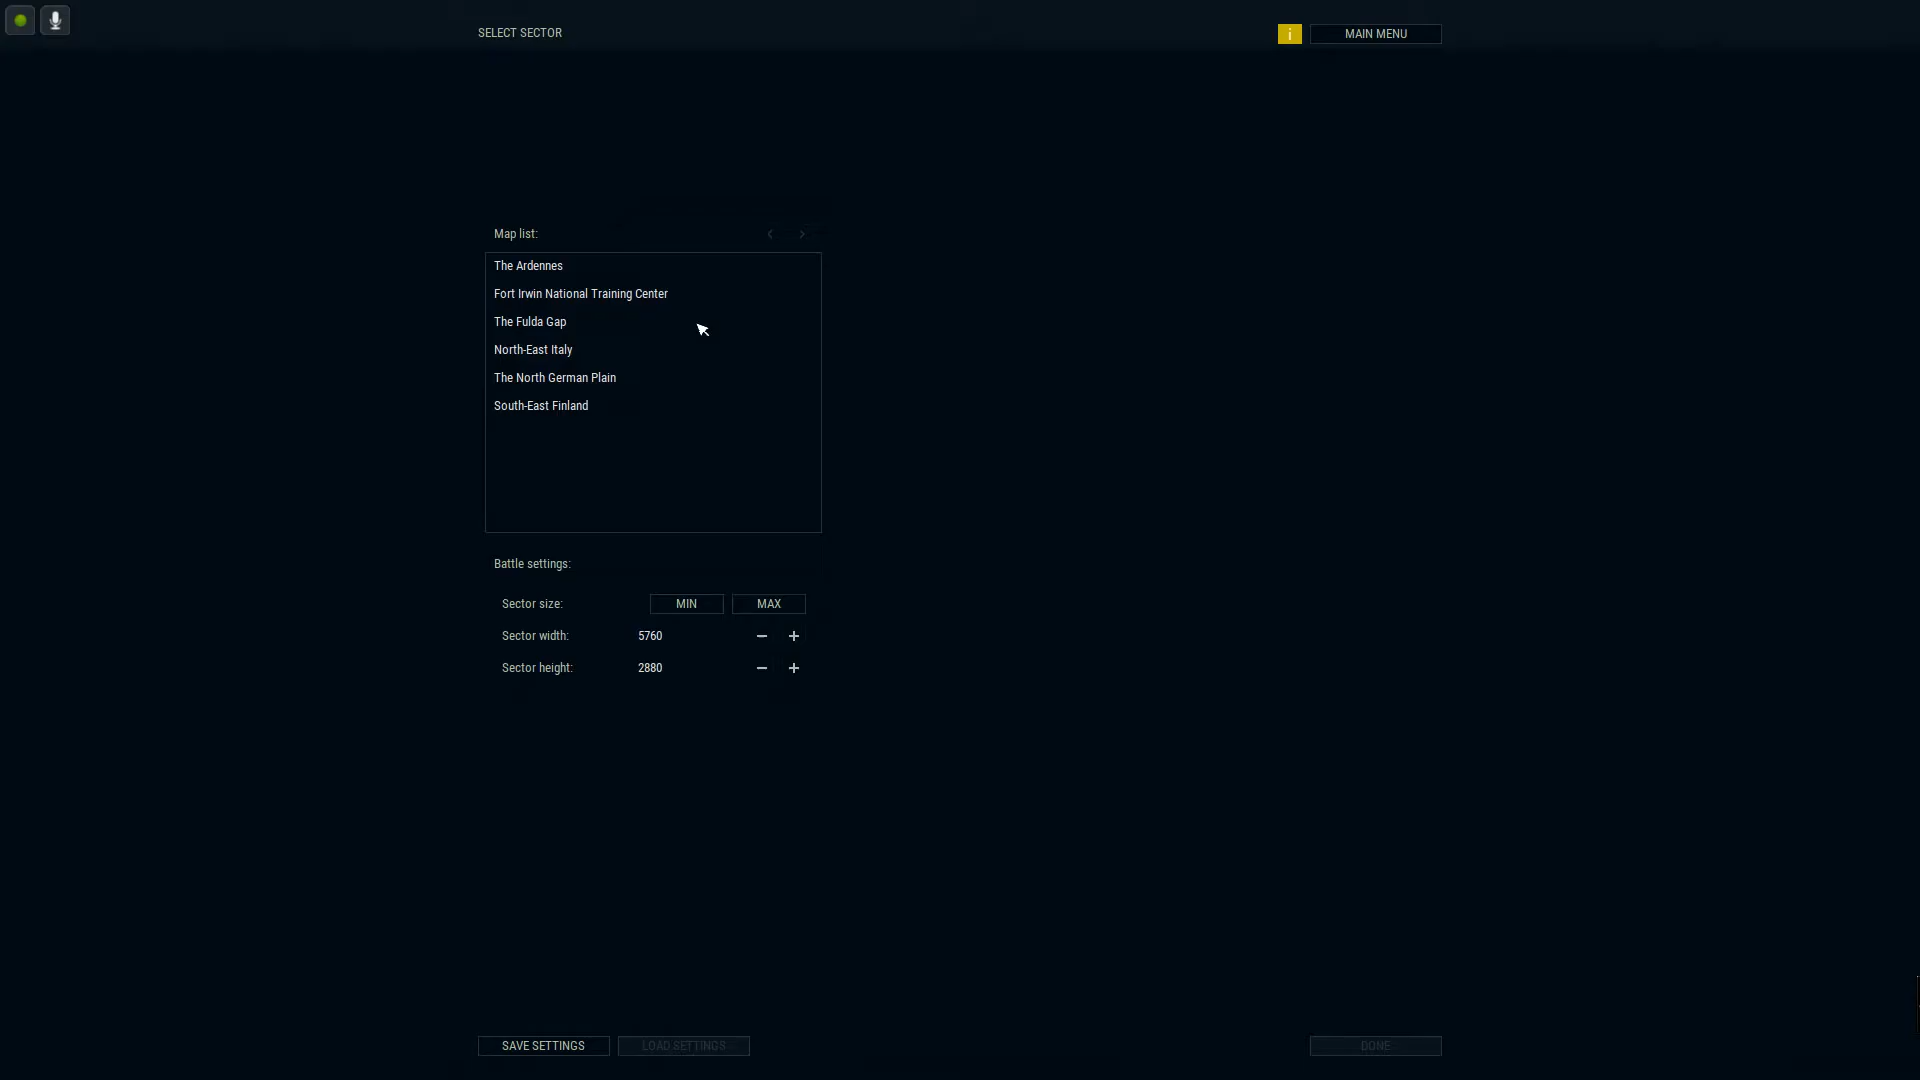 SELECT SECTOR
i
MAIN MENU
Map list:
The Ardennes
Fort Irwin National Training Center
The Fulda Gap
North-East Italy
The North German Plain
South-East Finland
Battle settings:
Sector size:
MIN
MAX
Sector width:
5760
Sector height:
2880
SAVE SETTINGS
LOAD SETTINGS
DONE